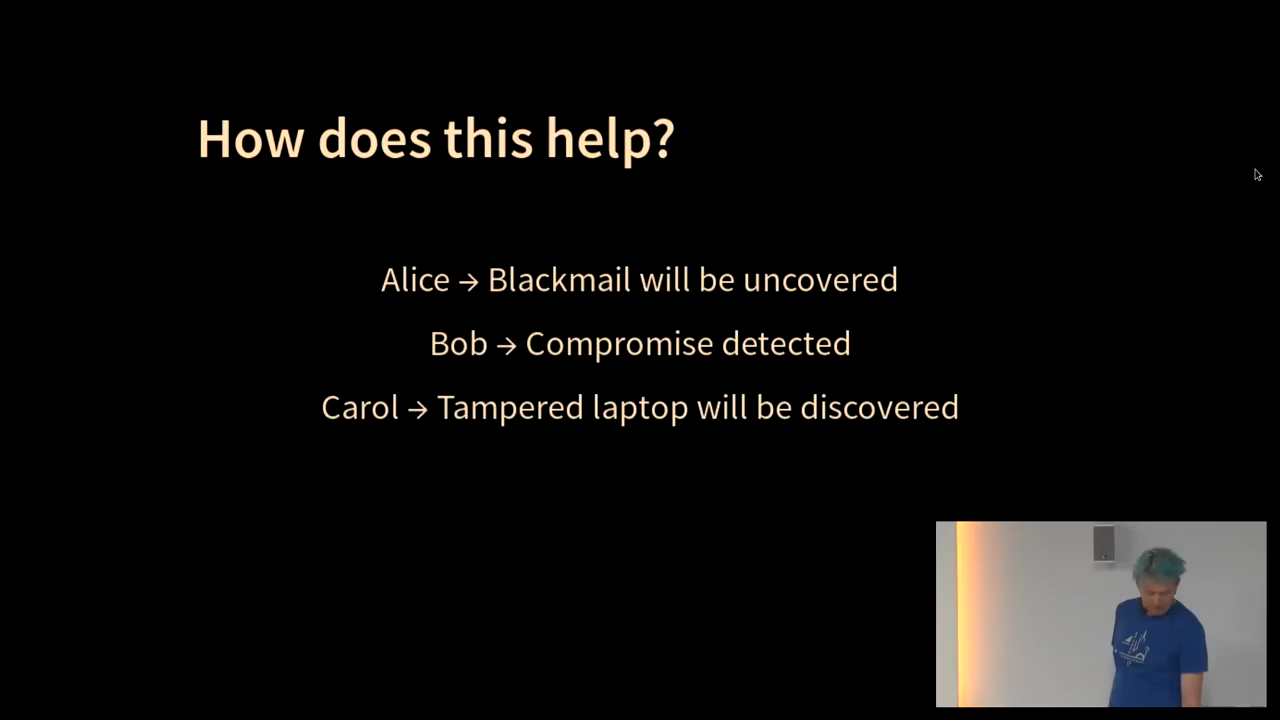 How does this help?
Alice → Blackmail will be uncovered
Bob → Compromise detected
Carol → Tampered laptop will be discovered